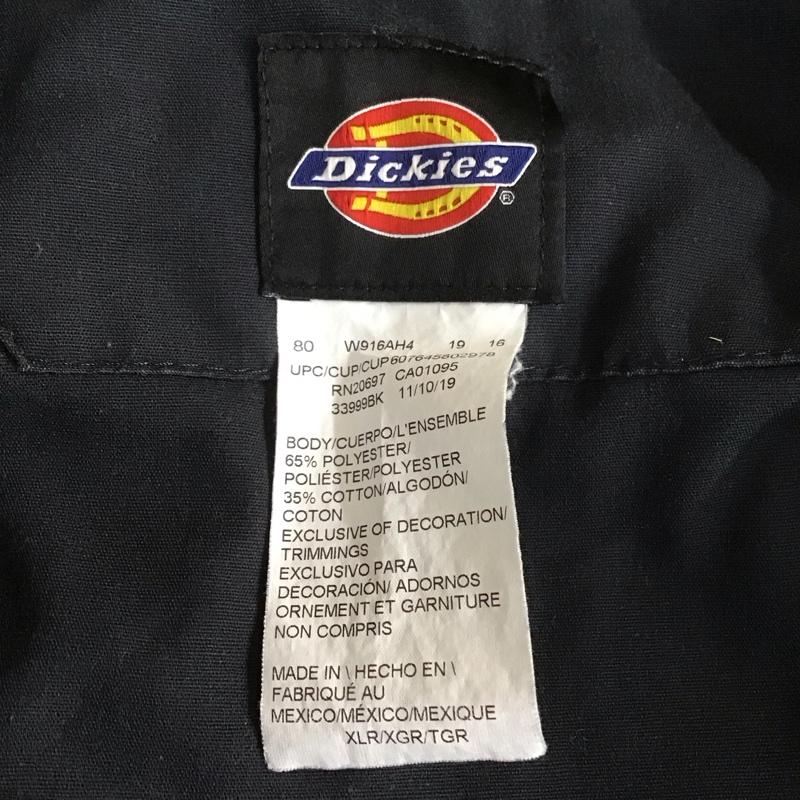 Dickies
®
80 W916AH4 19 16
UPC/CUP/CUP607645802978
RN20697 CA01095
33999BK 11/10/19
BODY/CUERPO/L'ENSEMBLE
65% POLYESTER/
POLIÉSTER/POLYESTER
35% COTTON/ALGODÓN/
COTON
EXCLUSIVE OF DECORATION/
TRIMMINGS
EXCLUSIVO PARA
DECORACIÓN/ ADORNOS
ORNEMENT ET GARNITURE
NON COMPRIS
MADE IN \ HECHO EN \
FABRIQUÉ AU
MEXICO/MÉXICO/MEXIQUE
XLR/XGR/TGR